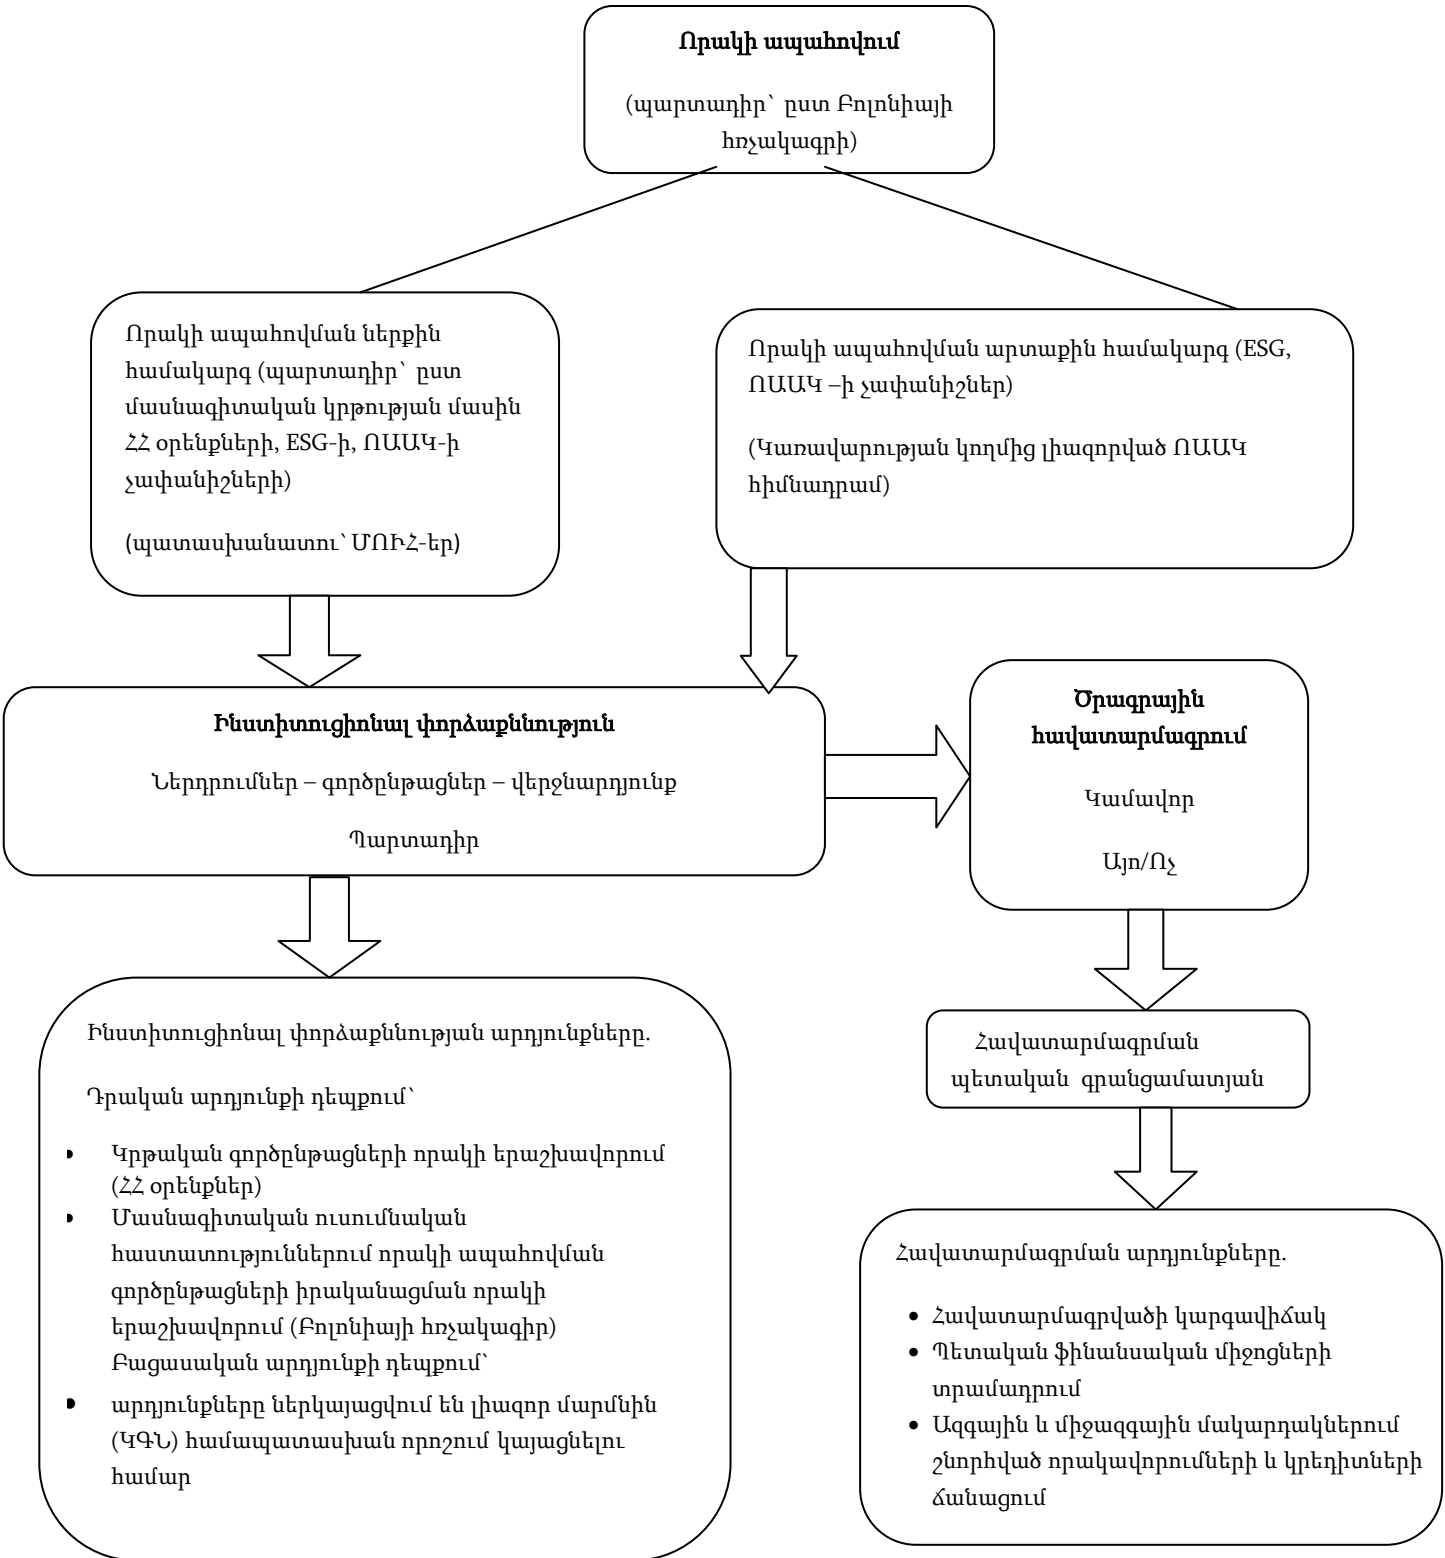 Որակի ապահովում
(պարտադիր՝ ըստ Բոլոնիայի
հռչակագրի)
Որակի ապահովման ներքին
համակարգ (պարտադիր՝ ըստ
մասնագիտական կրթության մասին
ՀՀ օրենքների, ESG-ի, ՈԱԱԿ-ի
չափանիշների)
(պատասխանատու՝ ՄՈՒՀ-եր)
Որակի ապահովման արտաքին համակարգ (ESG,
ՈԱԱԿ –ի չափանիշներ)
(Կառավարության կողմից լիազորված ՈԱԱԿ
հիմնադրամ)
Ինստիտուցիոնալ փորձաքննություն
Ներդրումներ – գործընթացներ – վերջնարդյունք
Պարտադիր
Ծրագրային
հավատարմագրում
Կամավոր
Այո/Ոչ
Ինստիտուցիոնալ փորձաքննության արդյունքները.
Դրական արդյունքի դեպքում՝
• Կրթական գործընթացների որակի երաշխավորում
(ՀՀ օրենքներ)
• Մասնագիտական ուսումնական
հաստատություններում որակի ապահովման
գործընթացների իրականացման որակի
երաշխավորում (Բոլոնիայի հռչակագիր)
Բացասական արդյունքի դեպքում՝
• արդյունքները ներկայացվում են լիազոր մարմնին
(ԿԳՆ) համապատասխան որոշում կայացնելու
համար
Հավատարմագրման
պետական գրանցամատյան
Հավատարմագրման արդյունքները.
• Հավատարմագրվածի կարգավիճակ
• Պետական ֆինանսական միջոցների
տրամադրում
• Ազգային և միջազգային մակարդակներում
շնորհված որակավորումների և կրեդիտների
ճանացում